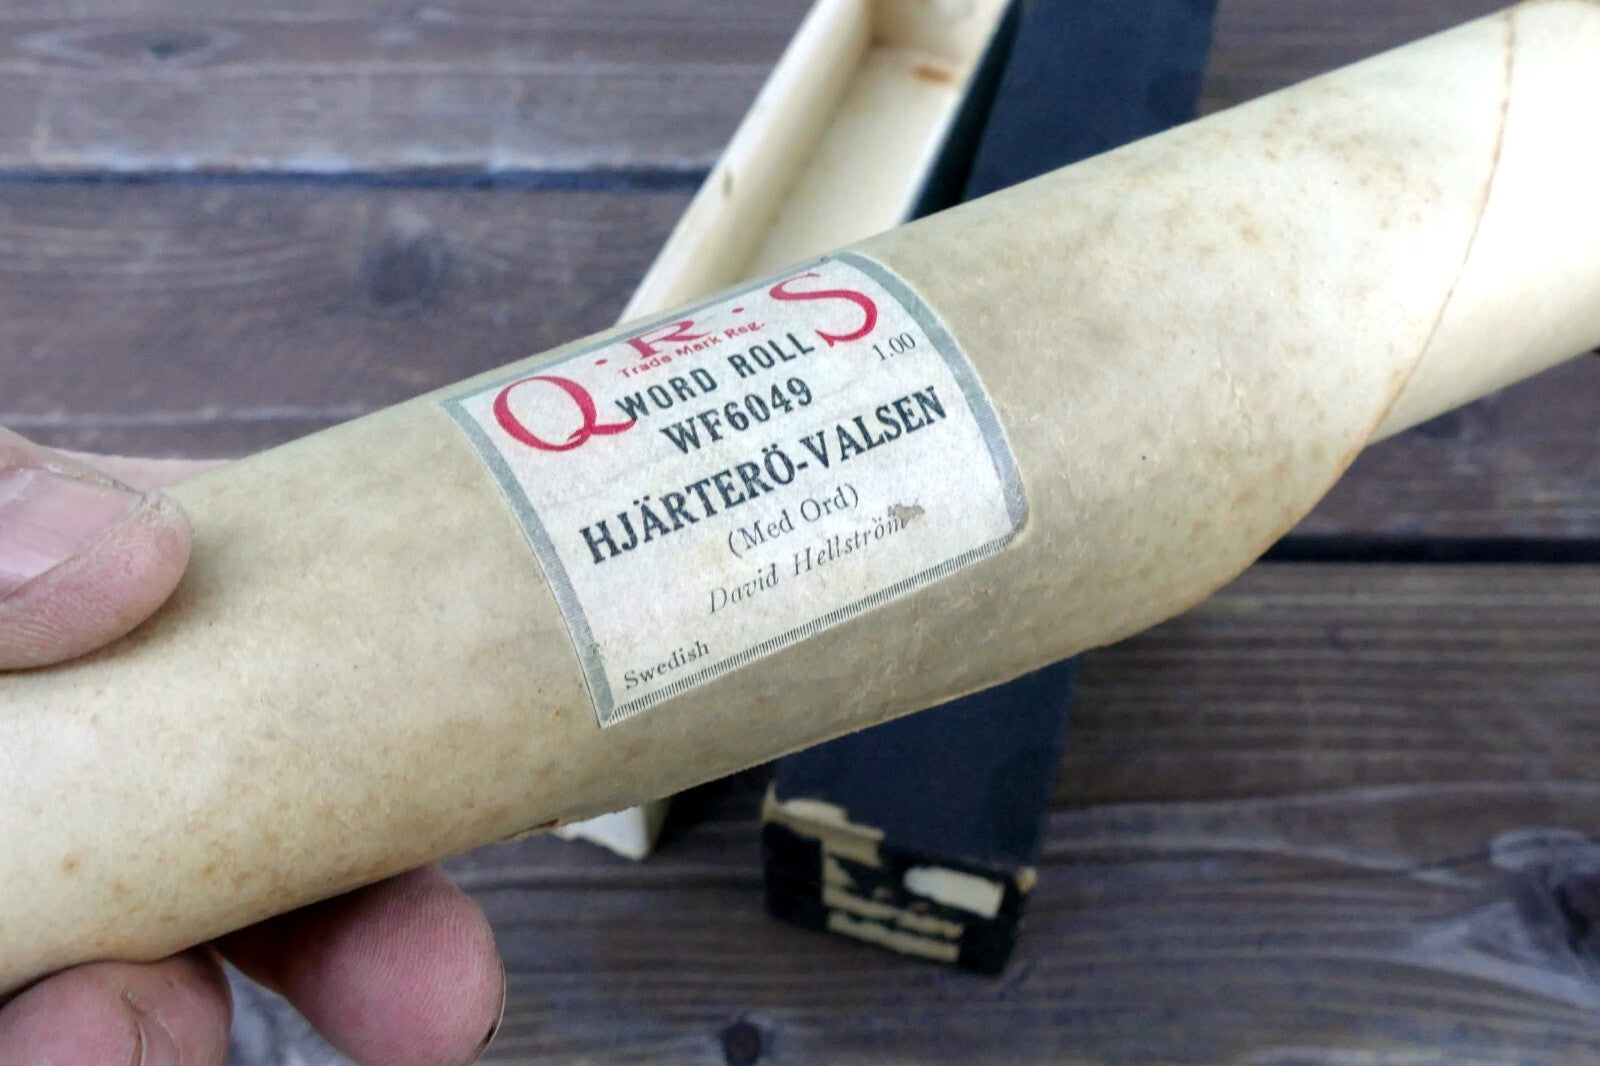 Q·R·S
Trade Mark Reg.
WORD ROLL
1.00
WF6049
HJÄRTERÖ-VALSEN
(Med Ord)
David Hellström
Swedish